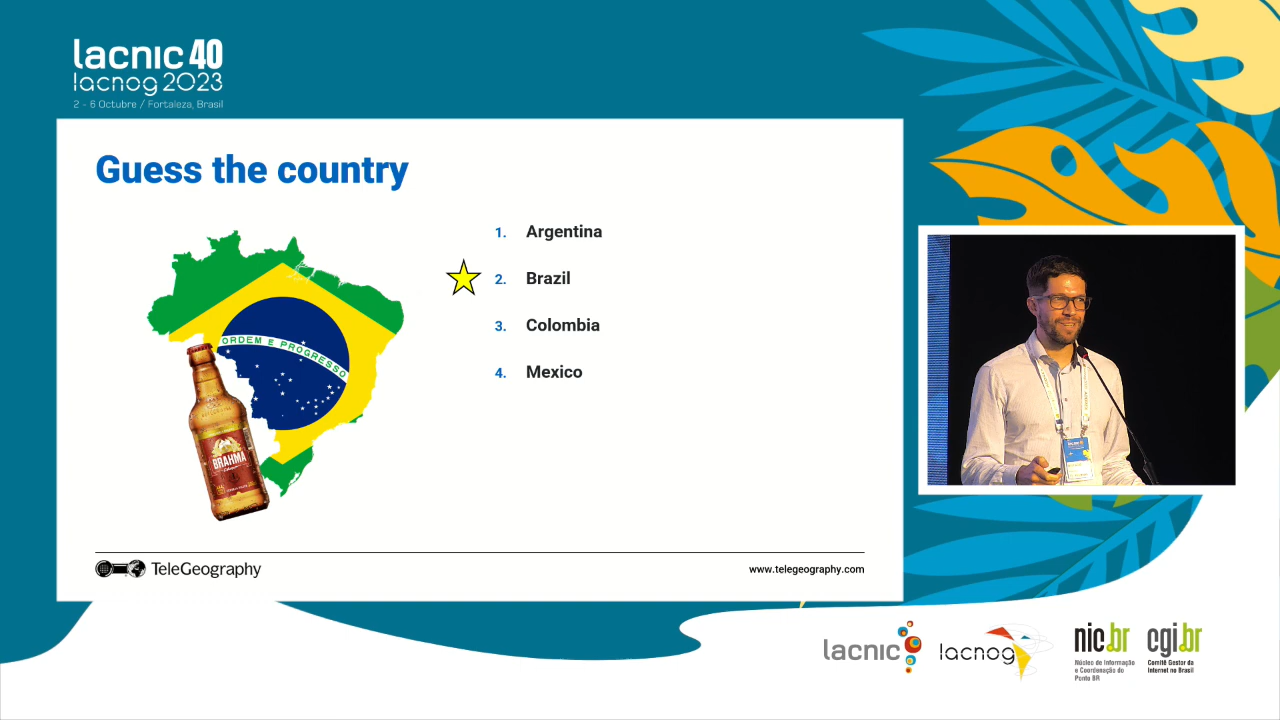 lacnic 40
lacnog 2023
2 - 6 Octubre / Fortaleza, Brasil
Guess the country
1. Argentina
2. Brazil
3. Colombia
4. Mexico
ORDEM E PROGRESSO
BRAHMA
TeleGeography
www.telegeography.com
lacnic
lacnog
nic.br
Núcleo de Informação
e Coordenação do
Ponto BR
cgi.br
Comitê Gestor da
Internet no Brasil